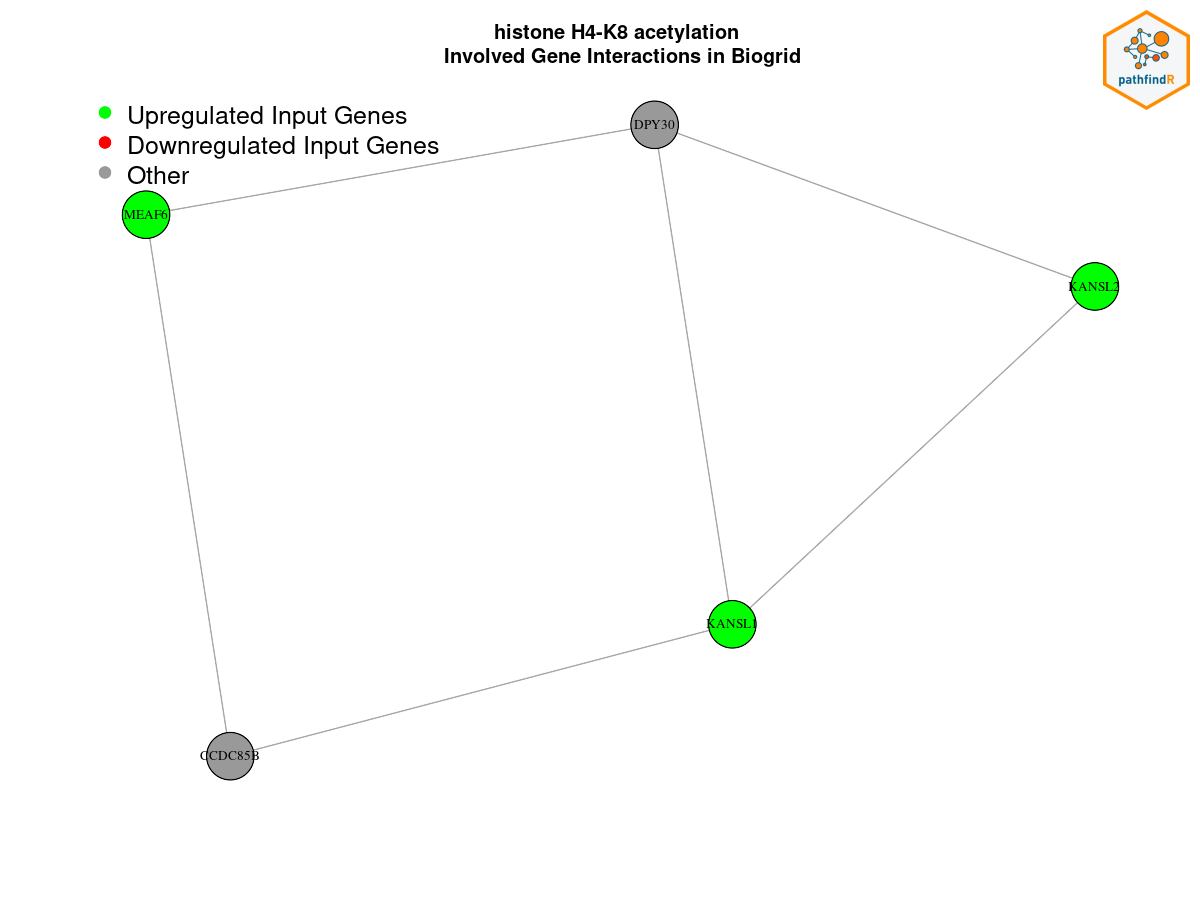 histone H4-K8 acetylation
Involved Gene Interactions in Biogrid
pathfindR
Upregulated Input Genes
Downregulated Input Genes
Other
DPY30
MEAF6
KANSL2
KANSL1
CCDC85B